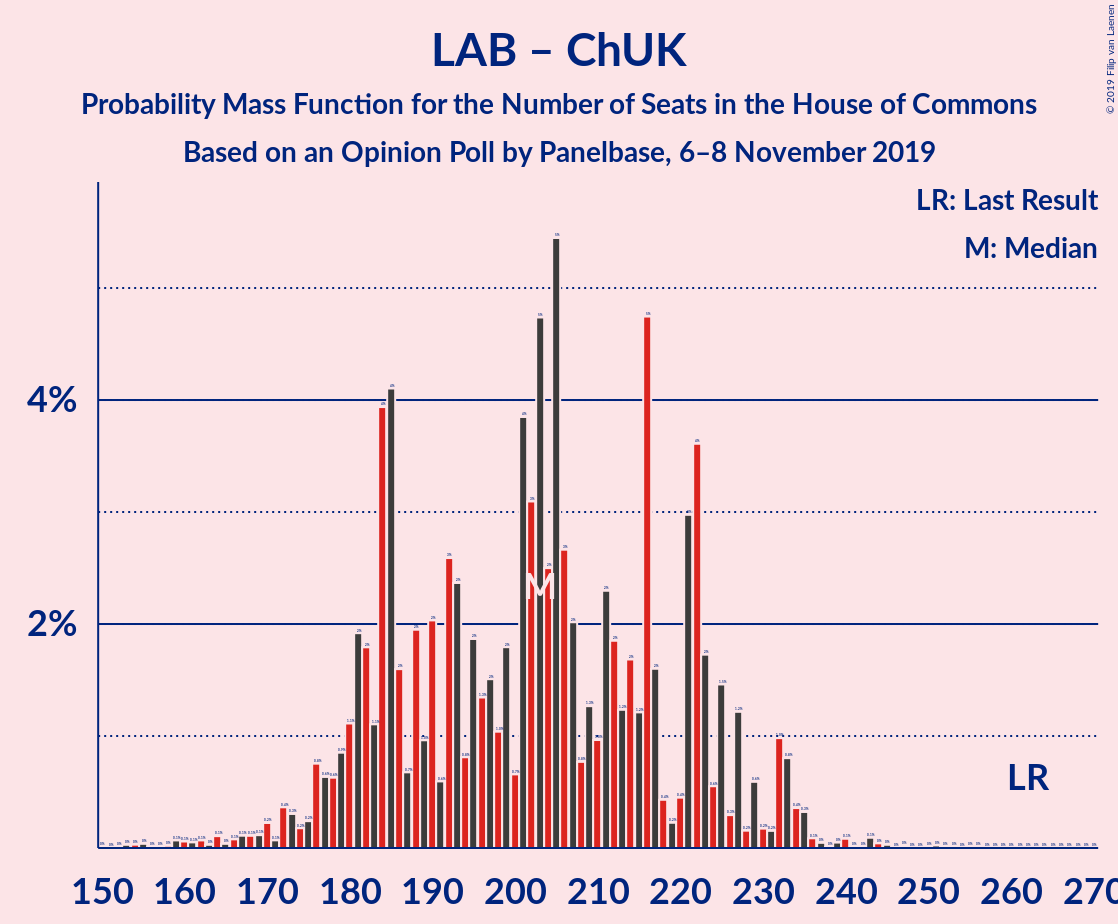 LAB – ChUK
Probability Mass Function for the Number of Seats in the House of Commons
Based on an Opinion Poll by Panelbase, 6–8 November 2019
© 2019 Filip van Laenen
LR: Last Result
M: Median
4%
2%
M
LR
150 160 170 180 190 200 210 220 230 240 250 260 270